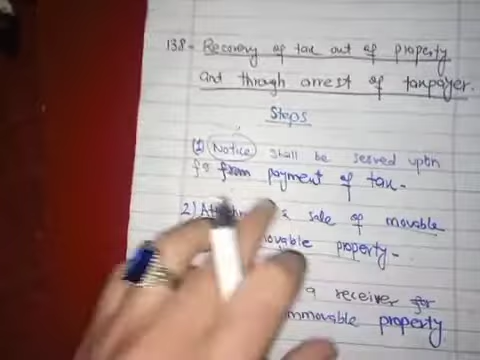 138- Recovery of tax out of property
and through arrest of taxpayer.
Steps
(1) Notice shall be served upon
from payment of tax-
2) & sale of movable
movable property-
a receiver for
immovable property